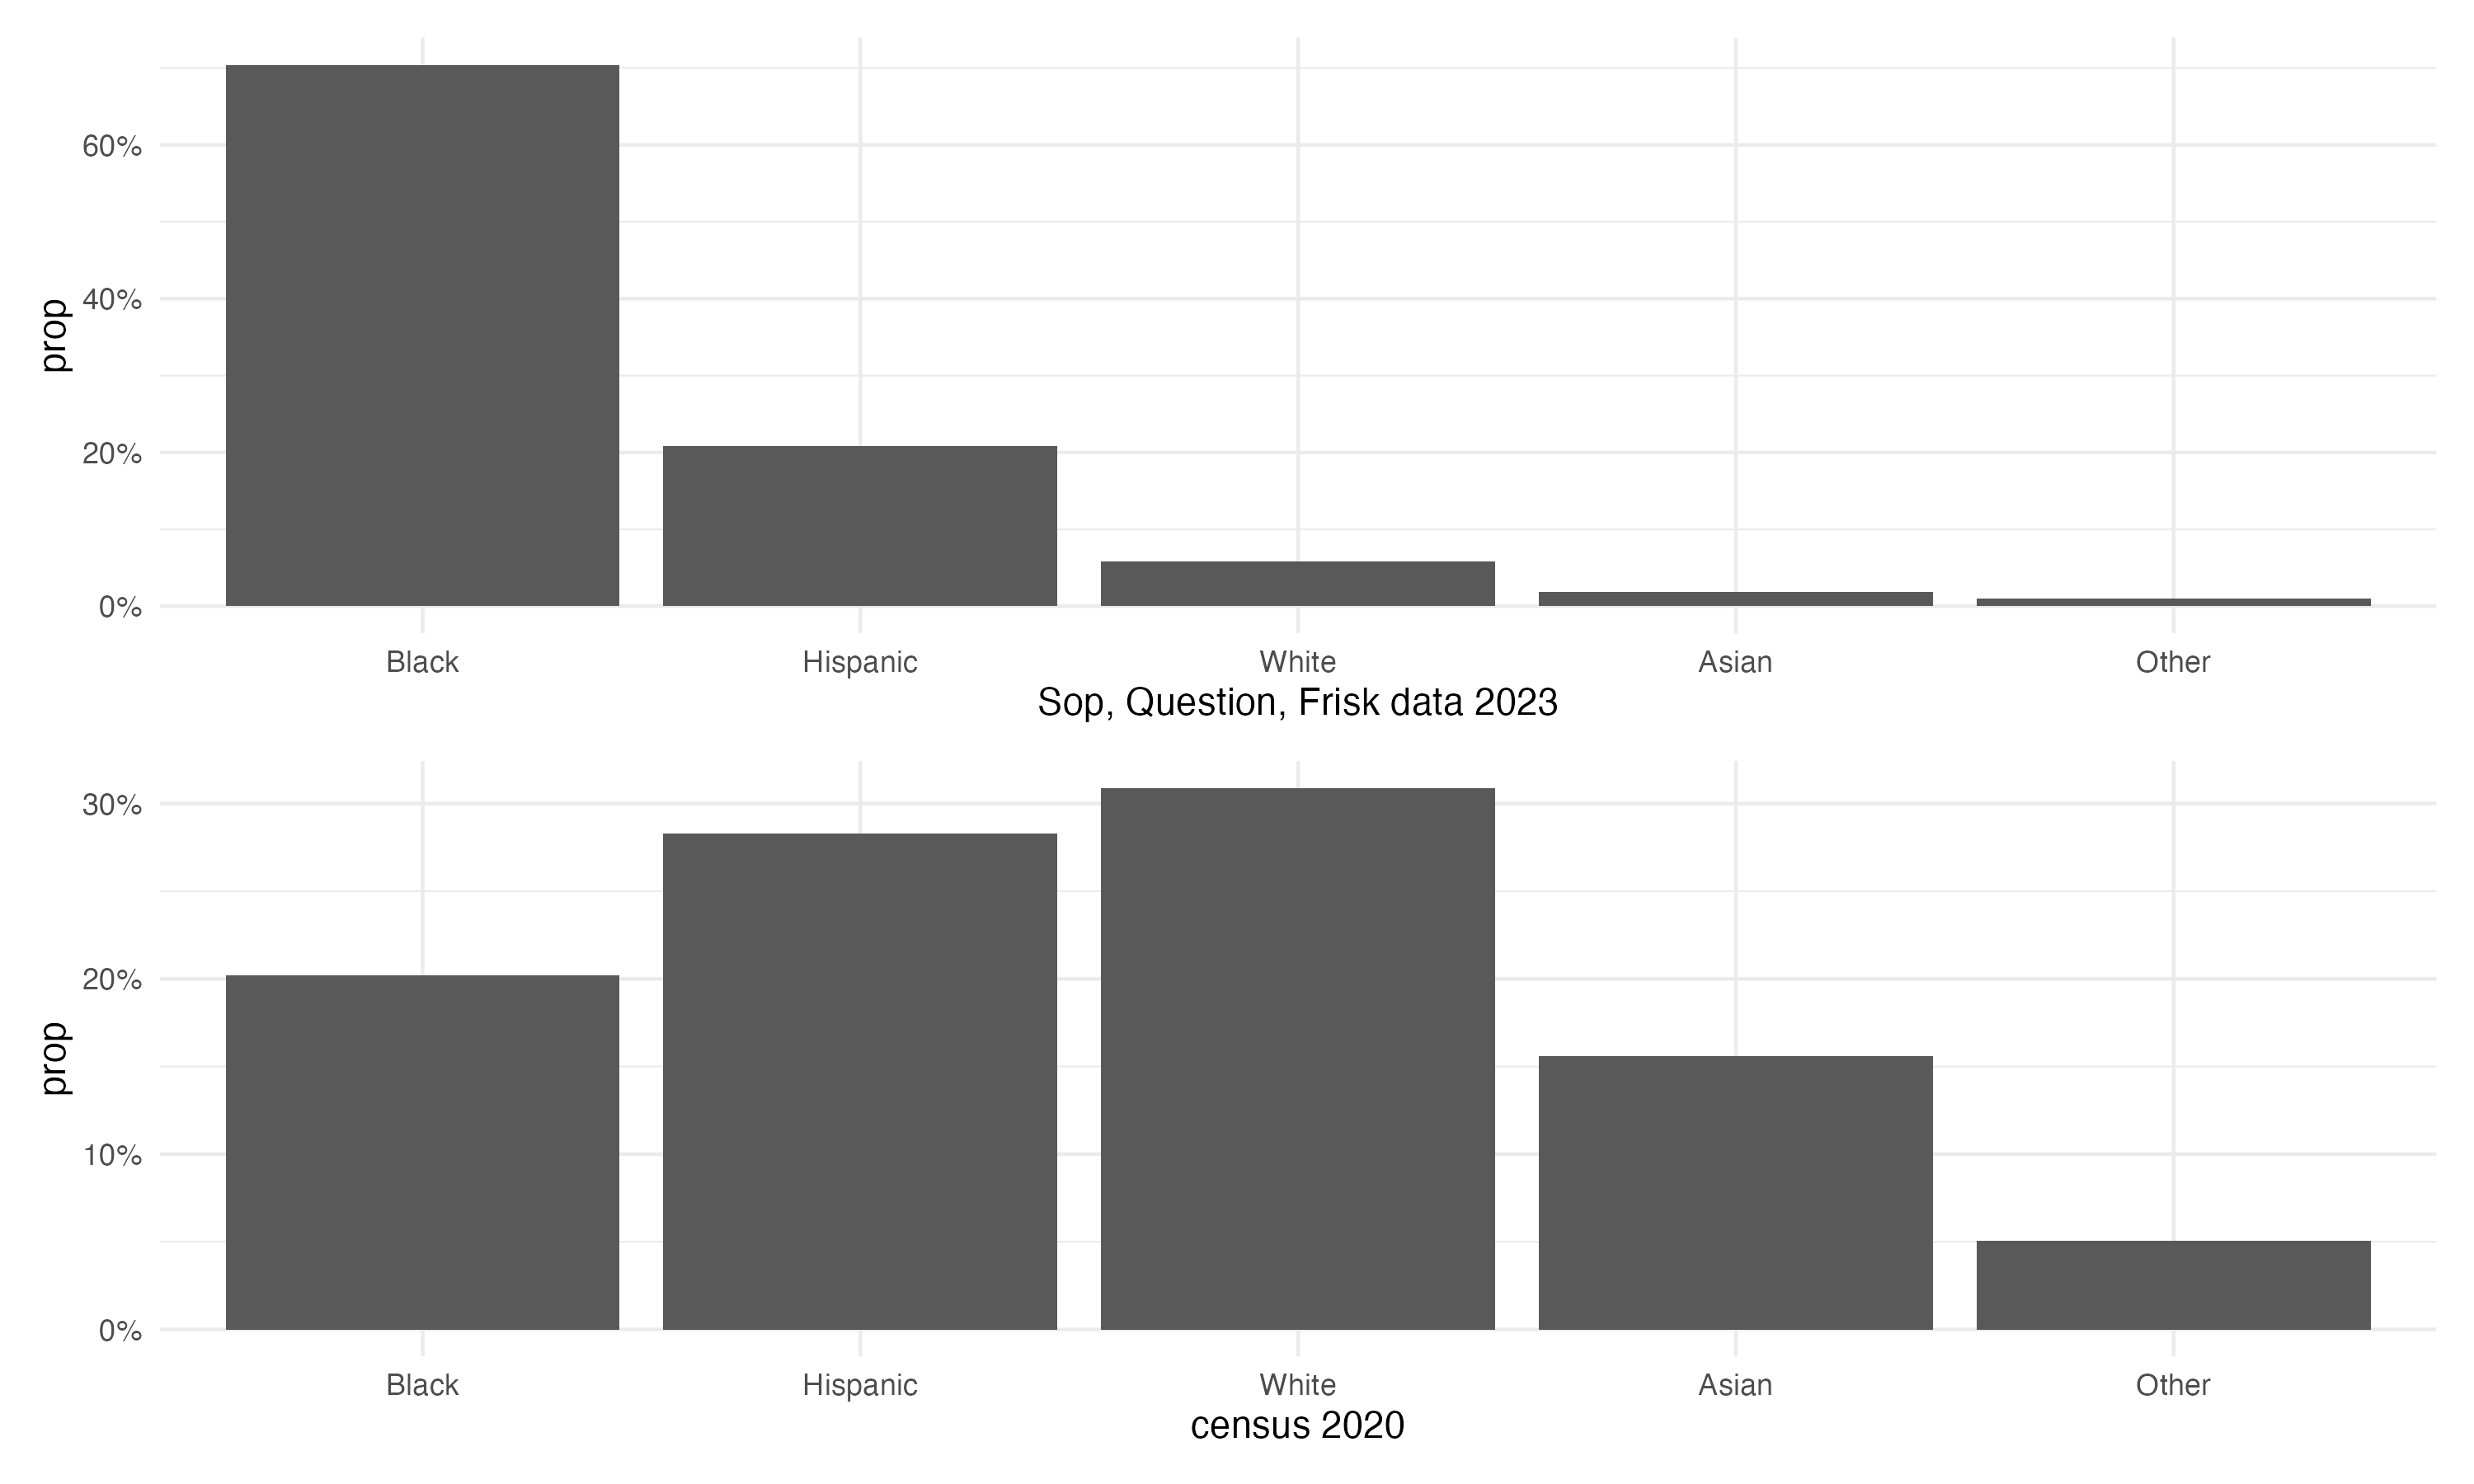 prop
60%
40%
20%
0%
Black Hispanic White Asian Other
Sop, Question, Frisk data 2023
prop
30%
20%
10%
0%
Black Hispanic White Asian Other
census 2020